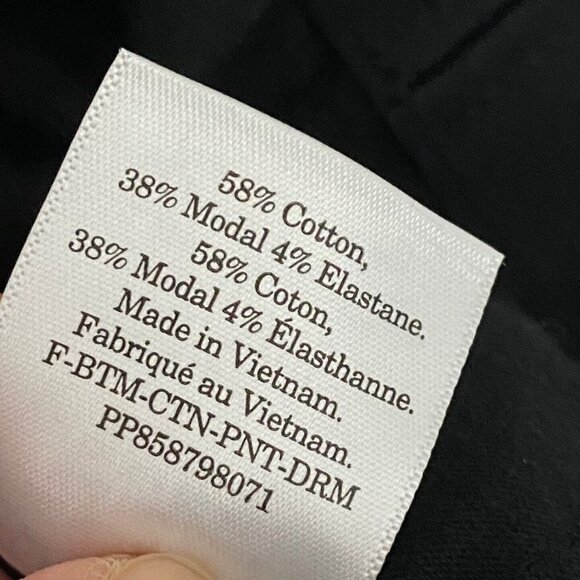 58% Cotton,
38% Modal 4% Elastane.
58% Coton,
38% Modal 4% Élasthanne.
Made in Vietnam.
Fabriqué au Vietnam.
F-BTM-CTN-PNT-DRM
PP858798071